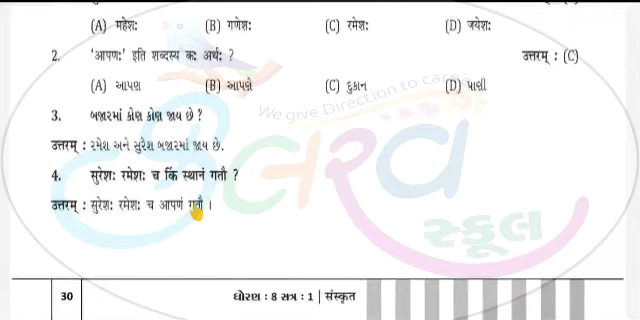 (A) महेशः (B) गणेशः (C) रमेशः (D) जयेशः
2. 'आपणः' इति शब्दस्य कः अर्थः ? उत्तरम् : (C)
(A) આપણ (B) આપણે (C) દુકાન (D) પાણી
We give Direction to career
3. બજારમાં કોણ કોણ જાય છે ?
उत्तरम् : રમેશ અને સુરેશ બજારમાં જાય છે.
4. सुरेशः रमेशः च किं स्थानं गतौ ?
उत्तरम् : सुरेशः रमेशः च आपणं गतौ ।
કલરવ
સ્કૂલ
30 ધોરણ : 8 સત્ર : 1 | સંસ્કૃત